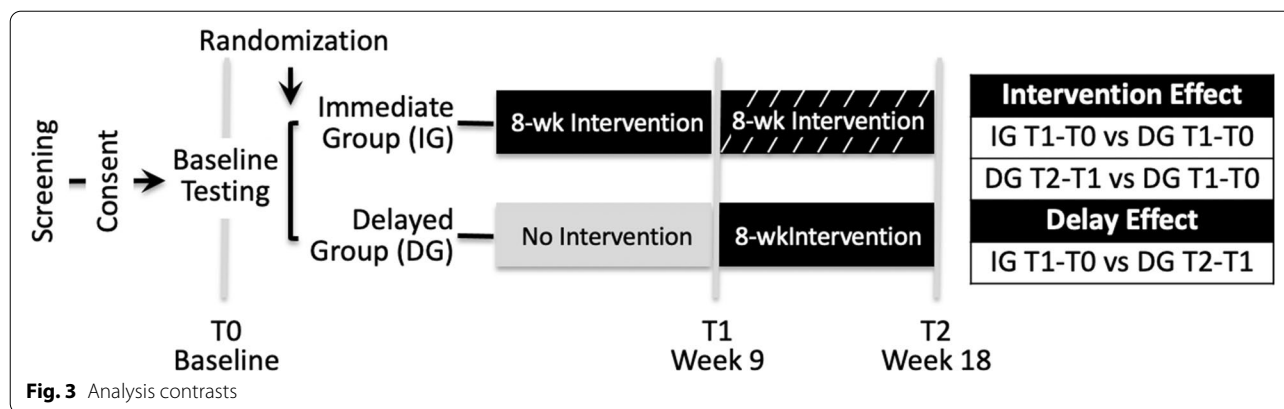 Randomization
Screening
Consent
Baseline
Testing
Immediate
Group (IG)
8-wk Intervention
8-wk Intervention
Delayed
Group (DG)
No Intervention
8-wkIntervention
T0
Baseline
T1
Week 9
T2
Week 18
Intervention Effect
IG T1-T0 vs DG T1-T0
DG T2-T1 vs DG T1-T0
Delay Effect
IG T1-T0 vs DG T2-T1
Fig. 3 Analysis contrasts